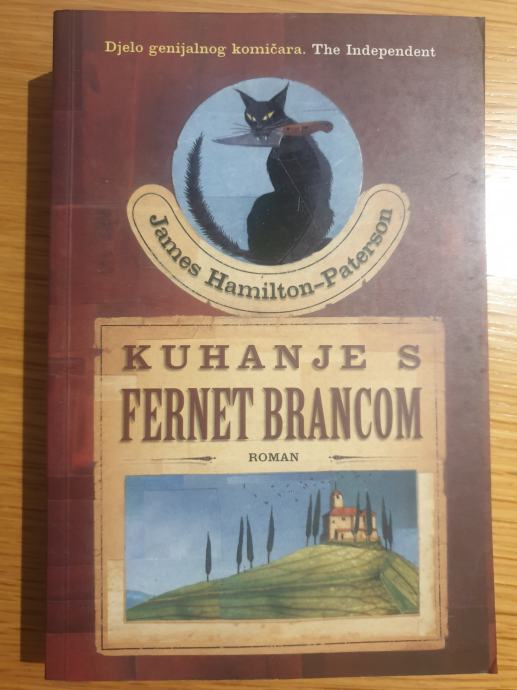 Djelo genijalnog komičara. The Independent
James Hamilton-Paterson
KUHANJE S
FERNET BRANCOM
ROMAN